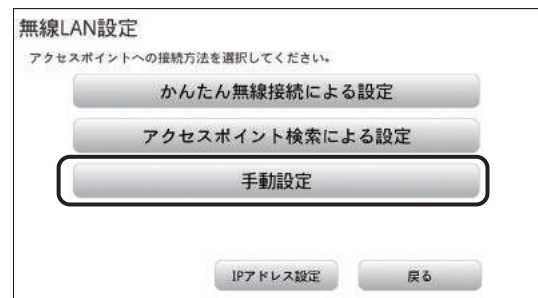 無線LAN設定
アクセスポイントへの接続方法を選択してください。
かんたん無線接続による設定
アクセスポイント検索による設定
手動設定
IPアドレス設定 戻る